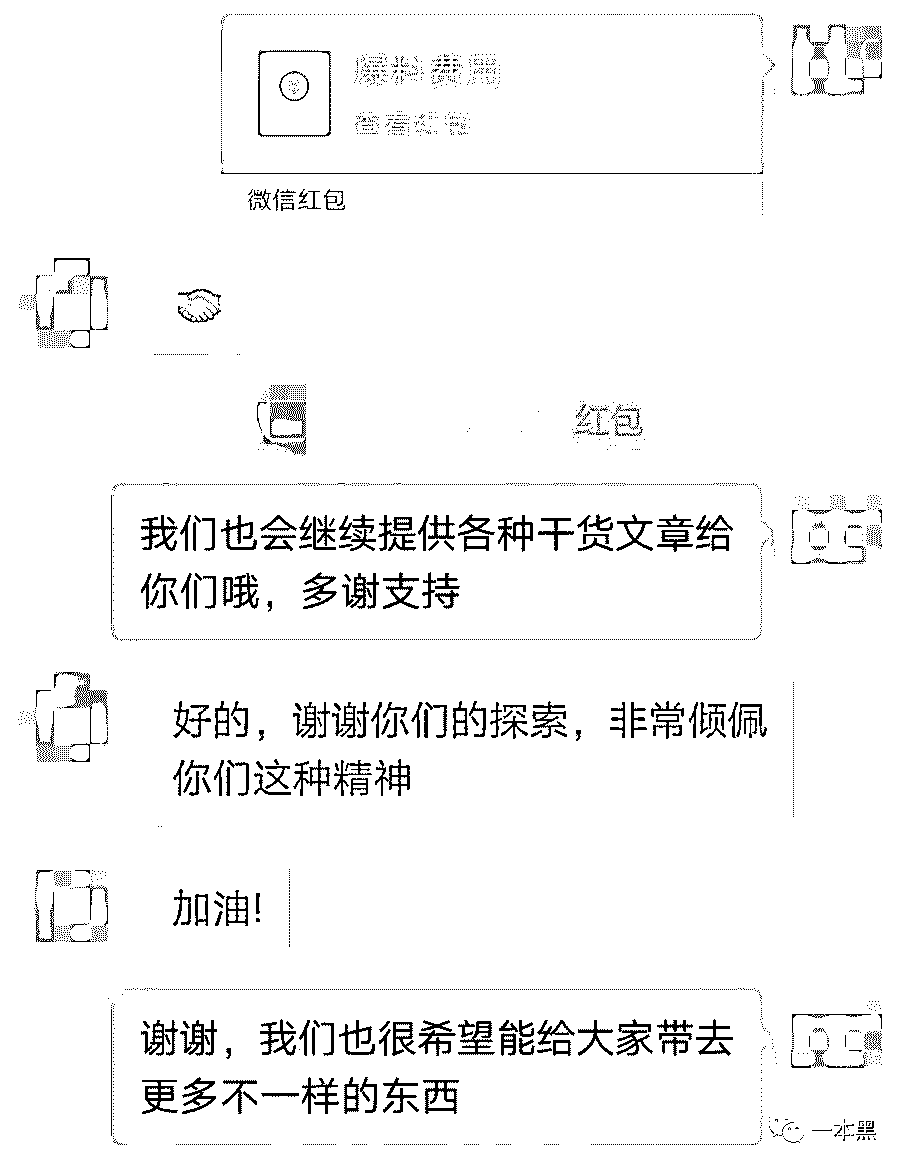 爆料费用
查看红包
微信红包
红包
我们也会继续提供各种干货文章给
你们哦，多谢支持
好的，谢谢你们的探索，非常倾佩
你们这种精神
加油!
谢谢，我们也很希望能给大家带去
更多不一样的东西
一本黑